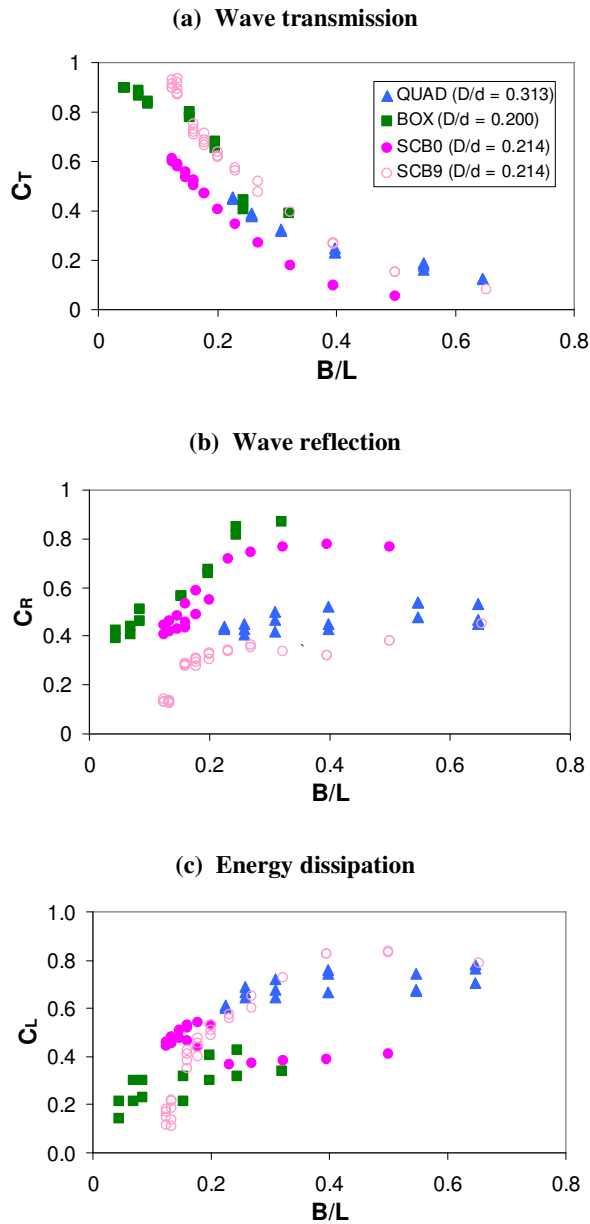 (a) Wave transmission
1
0.8
0.6
0.4
0.2
0
C_T
QUAD (D/d = 0.313)
BOX (D/d = 0.200)
SCB0 (D/d = 0.214)
SCB9 (D/d = 0.214)
0 0.2 0.4 0.6 0.8
B/L
(b) Wave reflection
1
0.8
0.6
0.4
0.2
0
C_R
0 0.2 0.4 0.6 0.8
B/L
(c) Energy dissipation
1.0
0.8
0.6
0.4
0.2
0.0
C_L
0 0.2 0.4 0.6 0.8
B/L